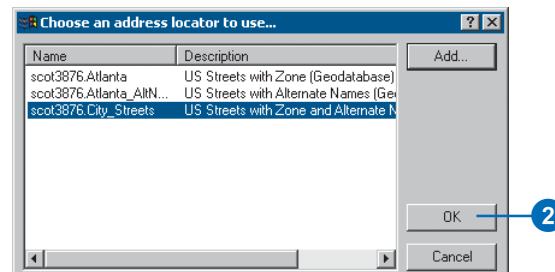 Choose an address locator to use...
Name Description
Add...
scot3876.Atlanta US Streets with Zone (Geodatabase)
scot3876.Atlanta_AltN... US Streets with Alternate Names (Ge
scot3876.City_Streets US Streets with Zone and Alternate N
OK
2
Cancel